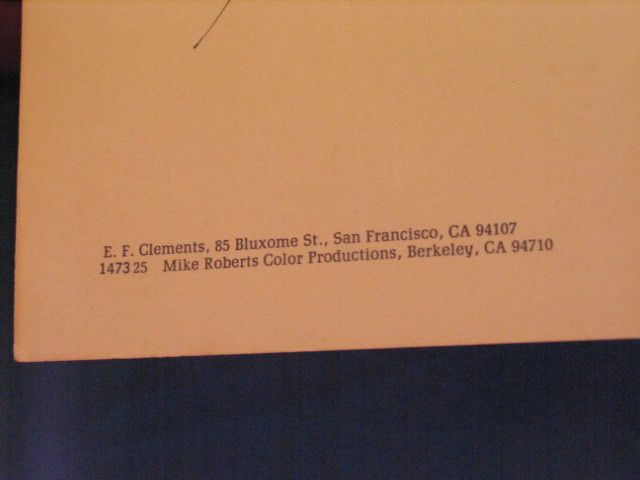 E. F. Clements, 85 Bluxome St., San Francisco, CA 94107
147325 Mike Roberts Color Productions, Berkeley, CA 94710